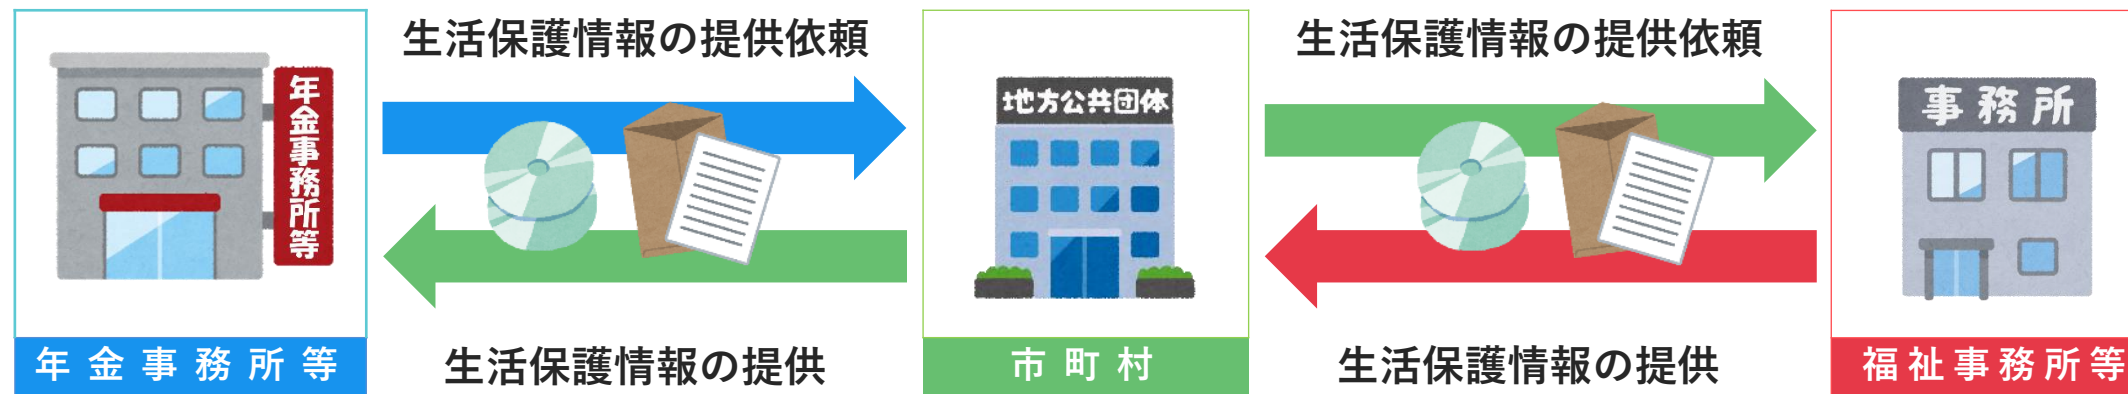 生活保護情報の提供依頼
生活保護情報の提供依頼
年金事務所等
地方公共団体
事務所
年金事務所等
生活保護情報の提供
市町村
生活保護情報の提供
福祉事務所等